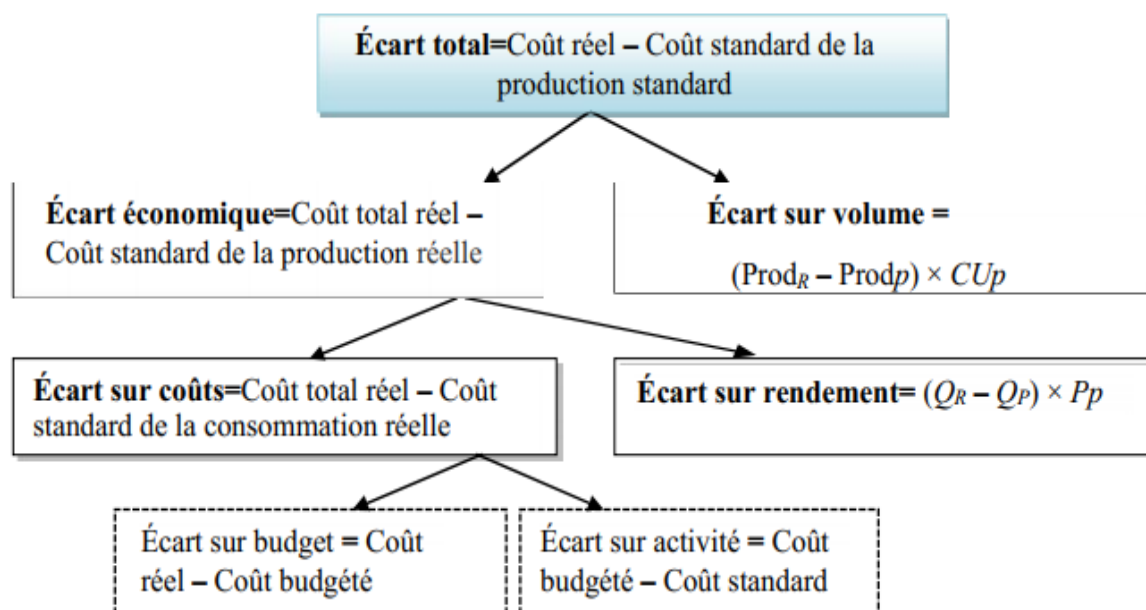 Écart total=Coût réel – Coût standard de la
production standard
Écart économique=Coût total réel –
Coût standard de la production réelle
Écart sur volume =
(ProdR – Prodp) × CUp
Écart sur coûts=Coût total réel – Coût
standard de la consommation réelle
Écart sur rendement= (QR – QP) × Pp
Écart sur budget = Coût
réel – Coût budgété
Écart sur activité = Coût
budgété – Coût standard